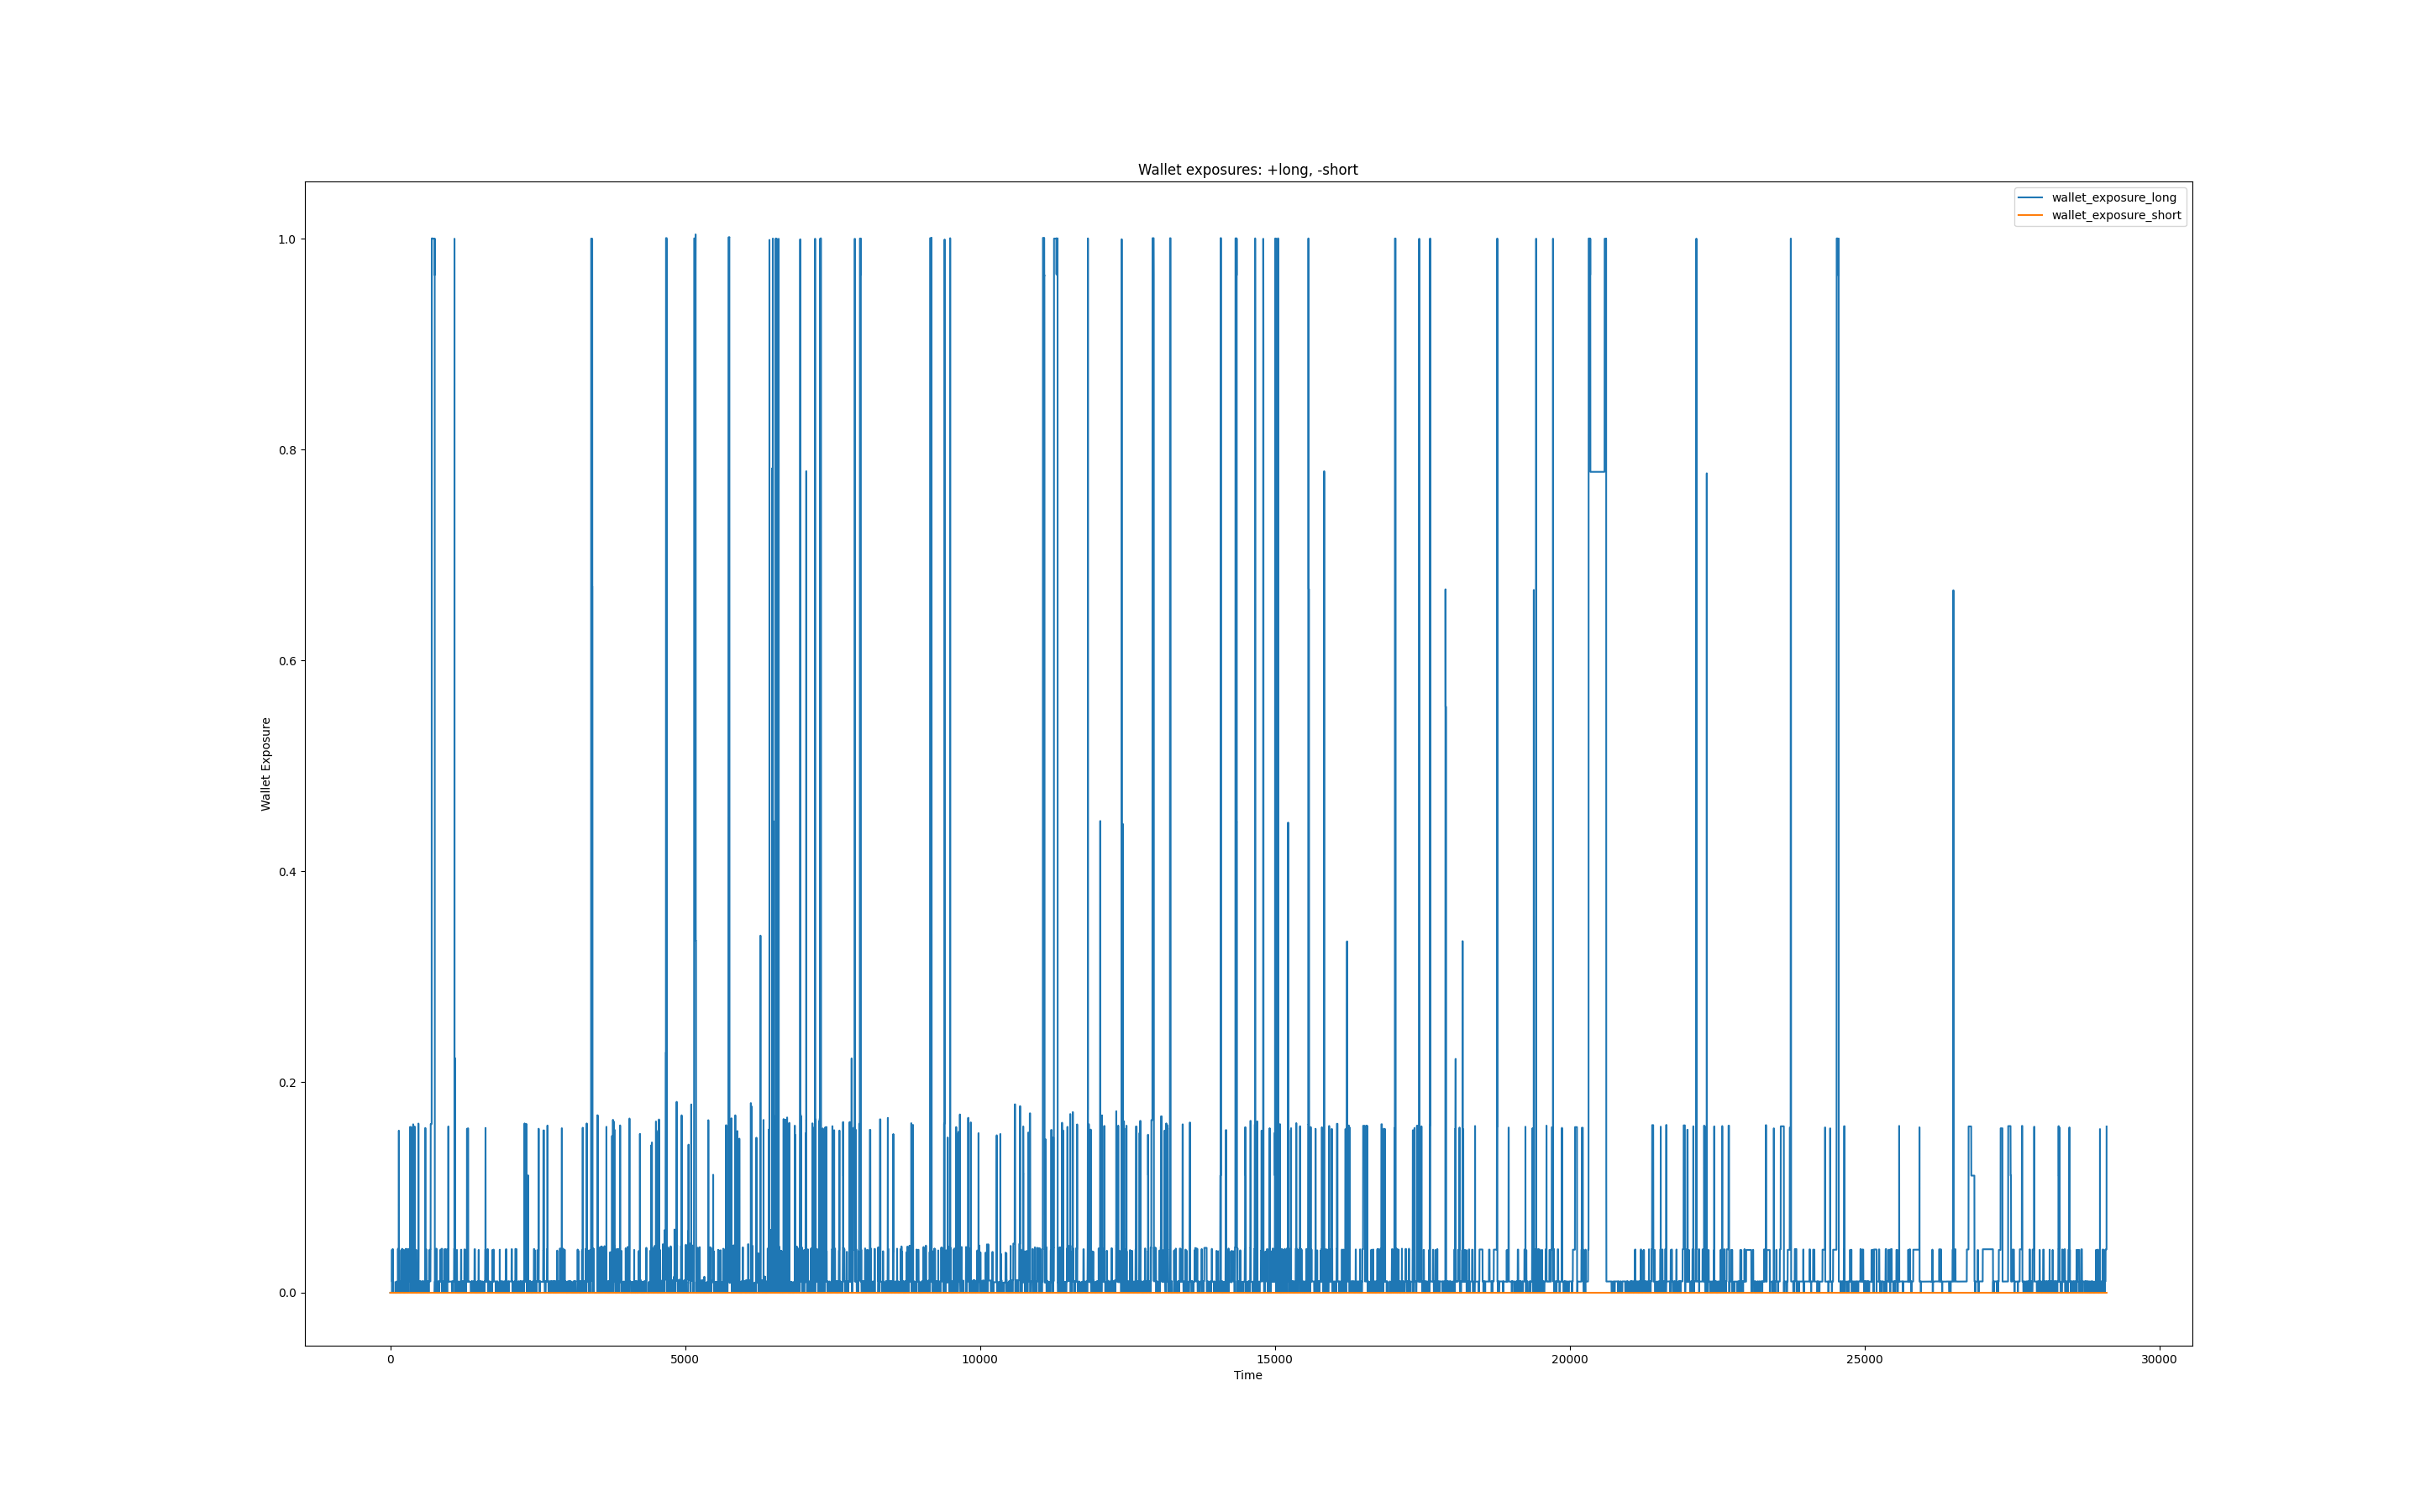 Wallet exposures: +long, -short
wallet_exposure_long
wallet_exposure_short
1.0
0.8
0.6
0.4
0.2
0.0
Wallet Exposure
0 5000 10000 15000 20000 25000 30000
Time